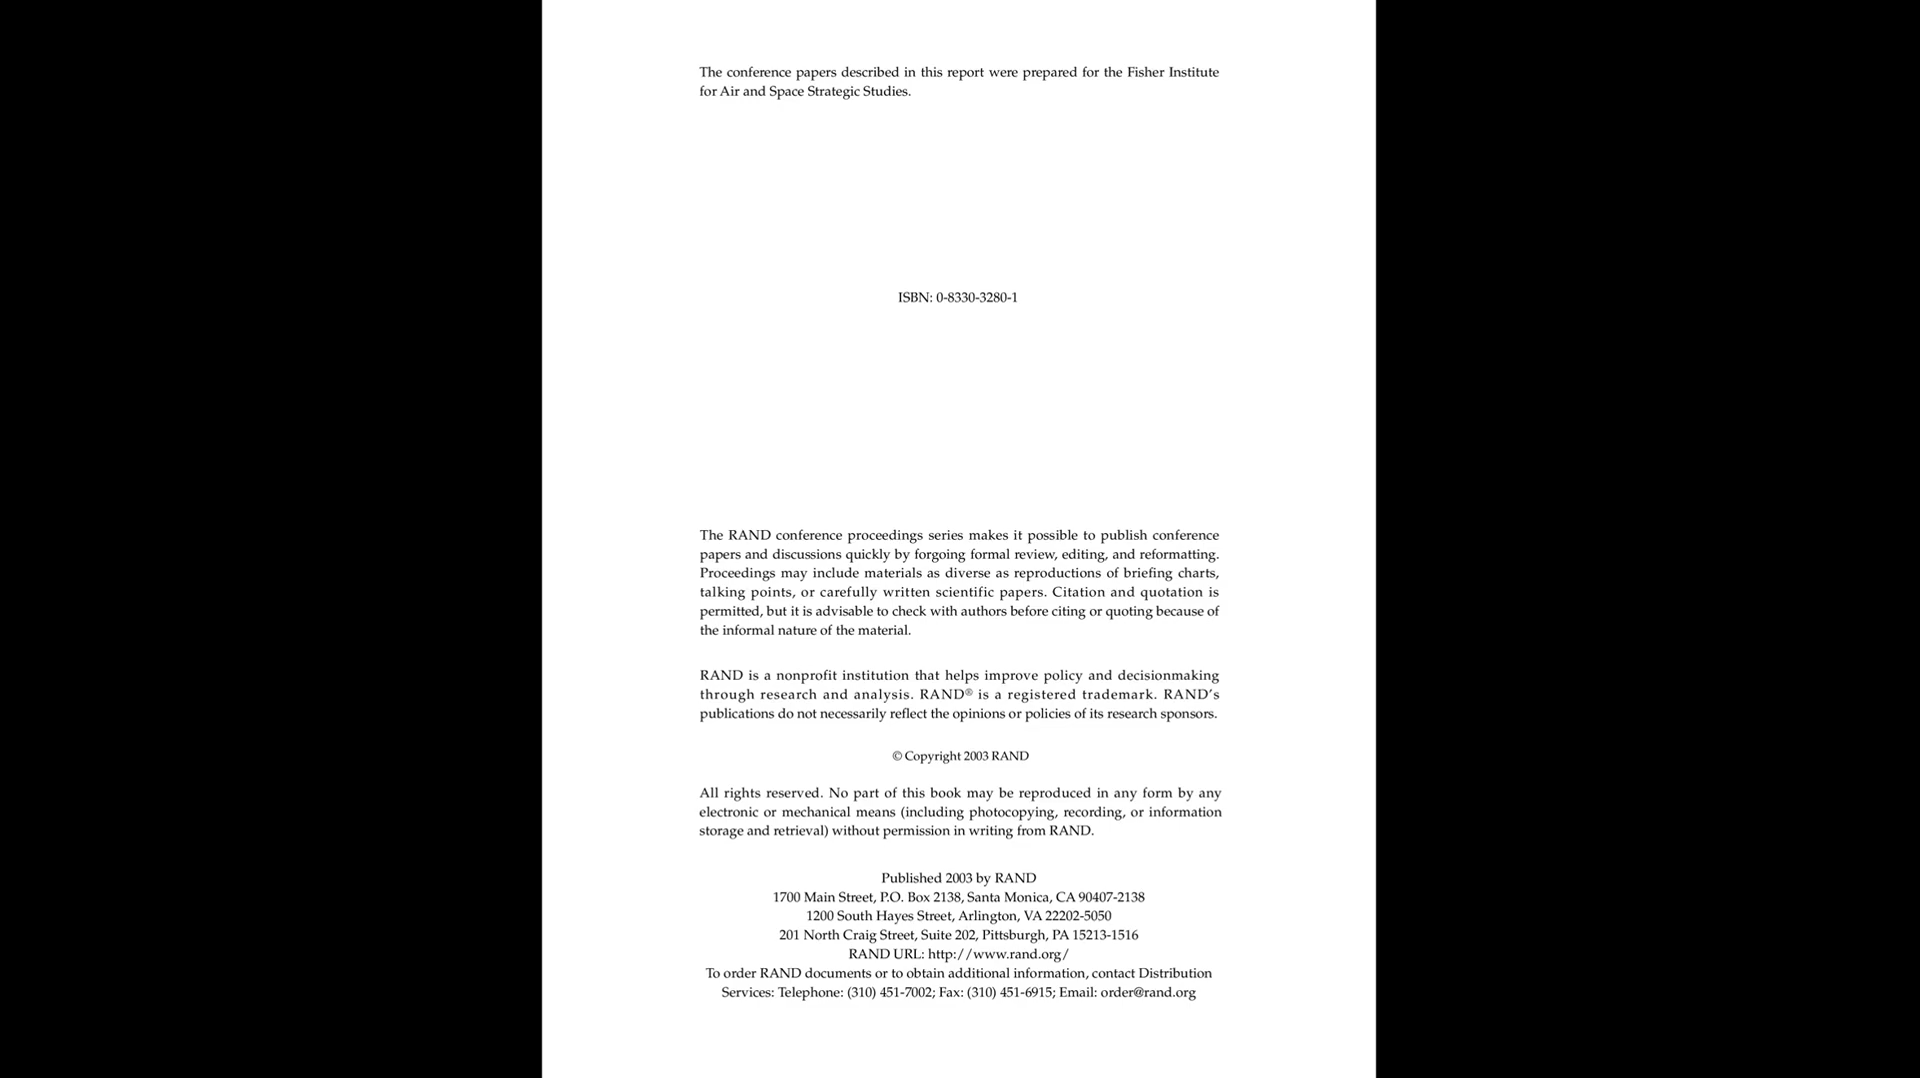 The conference papers described in this report were prepared for the Fisher Institute
for Air and Space Strategic Studies.
ISBN: 0-8330-3280-1
The RAND conference proceedings series makes it possible to publish conference
papers and discussions quickly by forgoing formal review, editing, and reformatting.
Proceedings may include materials as diverse as reproductions of briefing charts,
talking points, or carefully written scientific papers. Citation and quotation is
permitted, but it is advisable to check with authors before citing or quoting because of
the informal nature of the material.
RAND is a nonprofit institution that helps improve policy and decisionmaking
through research and analysis. RAND® is a registered trademark. RAND's
publications do not necessarily reflect the opinions or policies of its research sponsors.
© Copyright 2003 RAND
All rights reserved. No part of this book may be reproduced in any form by any
electronic or mechanical means (including photocopying, recording, or information
storage and retrieval) without permission in writing from RAND.
Published 2003 by RAND
1700 Main Street, P.O. Box 2138, Santa Monica, CA 90407-2138
1200 South Hayes Street, Arlington, VA 22202-5050
201 North Craig Street, Suite 202, Pittsburgh, PA 15213-1516
RAND URL: http://www.rand.org/
To order RAND documents or to obtain additional information, contact Distribution
Services: Telephone: (310) 451-7002; Fax: (310) 451-6915; Email: order@rand.org